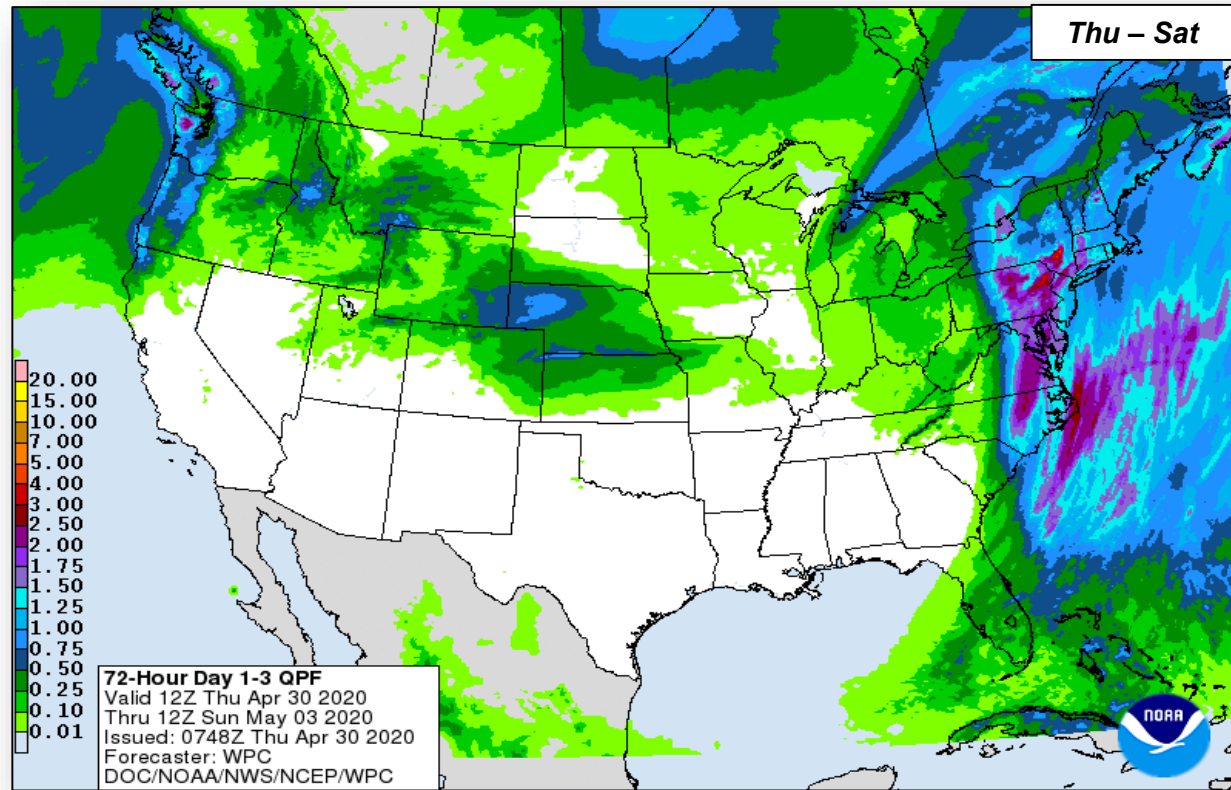 Thu – Sat
20.00
15.00
10.00
7.00
5.00
4.00
3.00
2.50
2.00
1.75
1.50
1.25
1.00
0.75
0.50
0.25
0.10
0.01
72-Hour Day 1-3 QPF
Valid 12Z Thu Apr 30 2020
Thru 12Z Sun May 03 2020
Issued: 0748Z Thu Apr 30 2020
Forecaster: WPC
DOC/NOAA/NWS/NCEP/WPC
NOAA